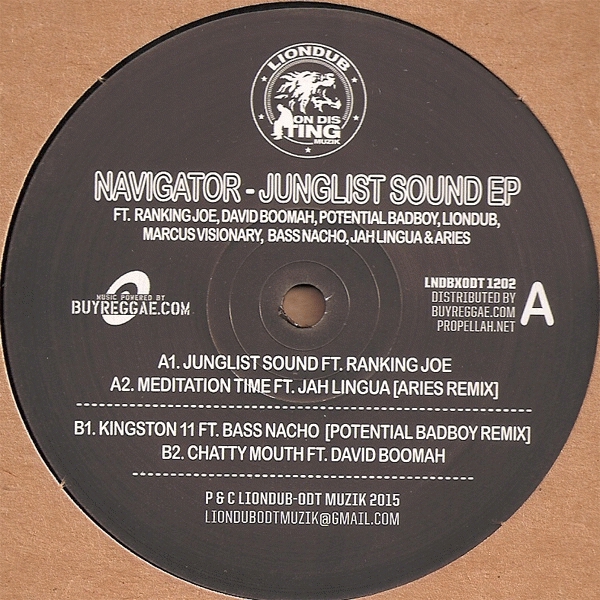 LIONDUB
ON DIS
TING
MUZIK
NAVIGATOR - JUNGLIST SOUND EP
FT. RANKING JOE, DAVID BOOMAH, POTENTIAL BADBOY, LIONDUB,
MARCUS VISIONARY, BASS NACHO, JAH LINGUA & ARIES
MUSIC POWERED BY
BUYREGGAE.COM
LNDBXODT 1202
DISTRIBUTED BY
BUYREGGAE.COM
PROPELLAH.NET
A
A1. JUNGLIST SOUND FT. RANKING JOE
A2. MEDITATION TIME FT. JAH LINGUA [ARIES REMIX]
B1. KINGSTON 11 FT. BASS NACHO [POTENTIAL BADBOY REMIX]
B2. CHATTY MOUTH FT. DAVID BOOMAH
P & C LIONDUB-ODT MUZIK 2015
LIONDUBODTMUZIK@GMAIL.COM